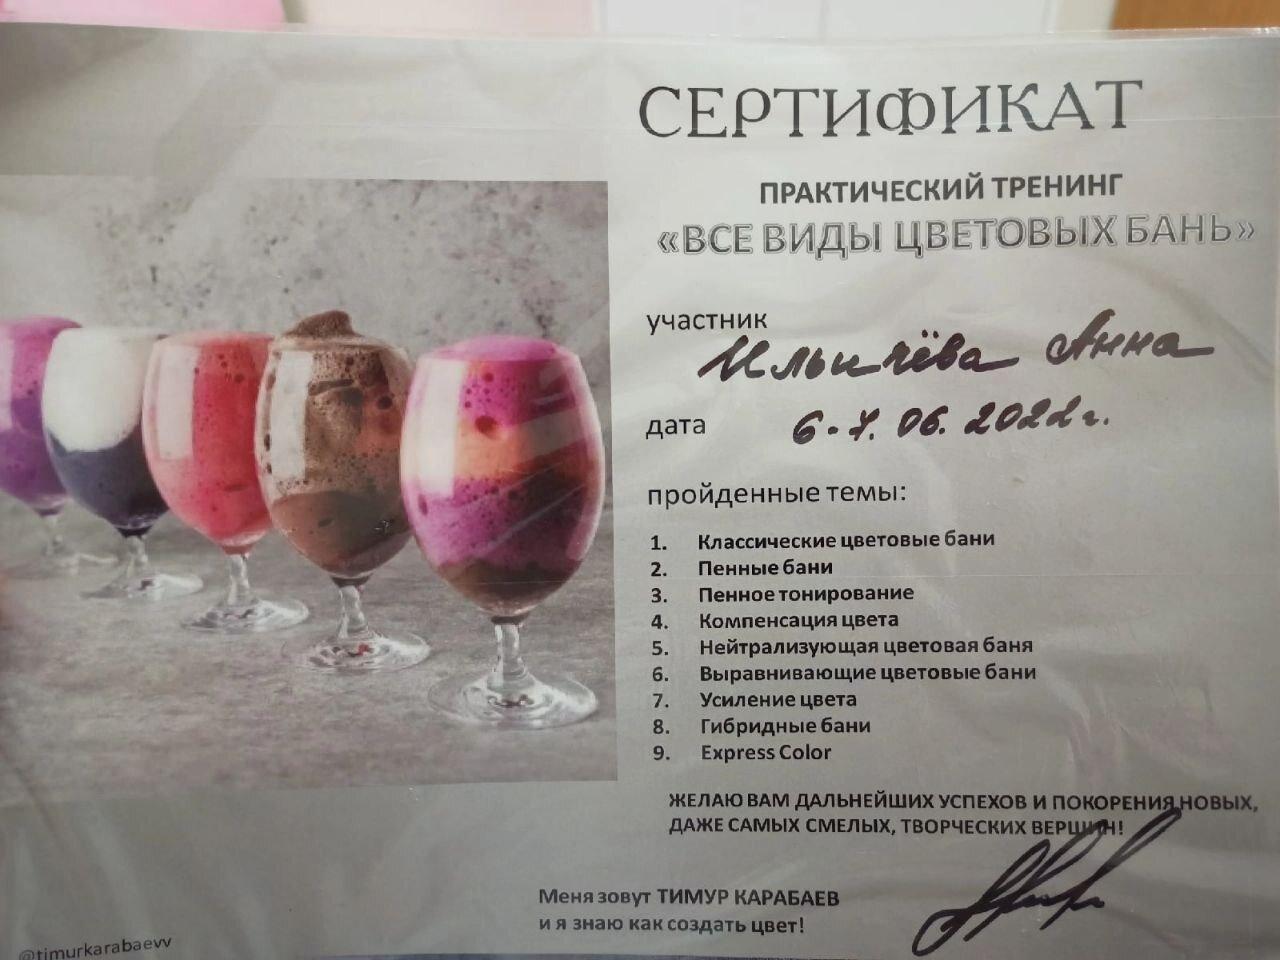 СЕРТИФИКАТ
ПРАКТИЧЕСКИЙ ТРЕНИНГ
«ВСЕ ВИДЫ ЦВЕТОВЫХ БАНЬ»
участник
Ильичёва Анна
дата
6-7.06.2022г.
пройденные темы:
1. Классические цветовые бани
2. Пенные бани
3. Пенное тонирование
4. Компенсация цвета
5. Нейтрализующая цветовая баня
6. Выравнивающие цветовые бани
7. Усиление цвета
8. Гибридные бани
9. Express Color
ЖЕЛАЮ ВАМ ДАЛЬНЕЙШИХ УСПЕХОВ И ПОКОРЕНИЯ НОВЫХ,
ДАЖЕ САМЫХ СМЕЛЫХ, ТВОРЧЕСКИХ ВЕРШИН!
Меня зовут ТИМУР КАРАБАЕВ
и я знаю как создать цвет!
@timurkarabaevv